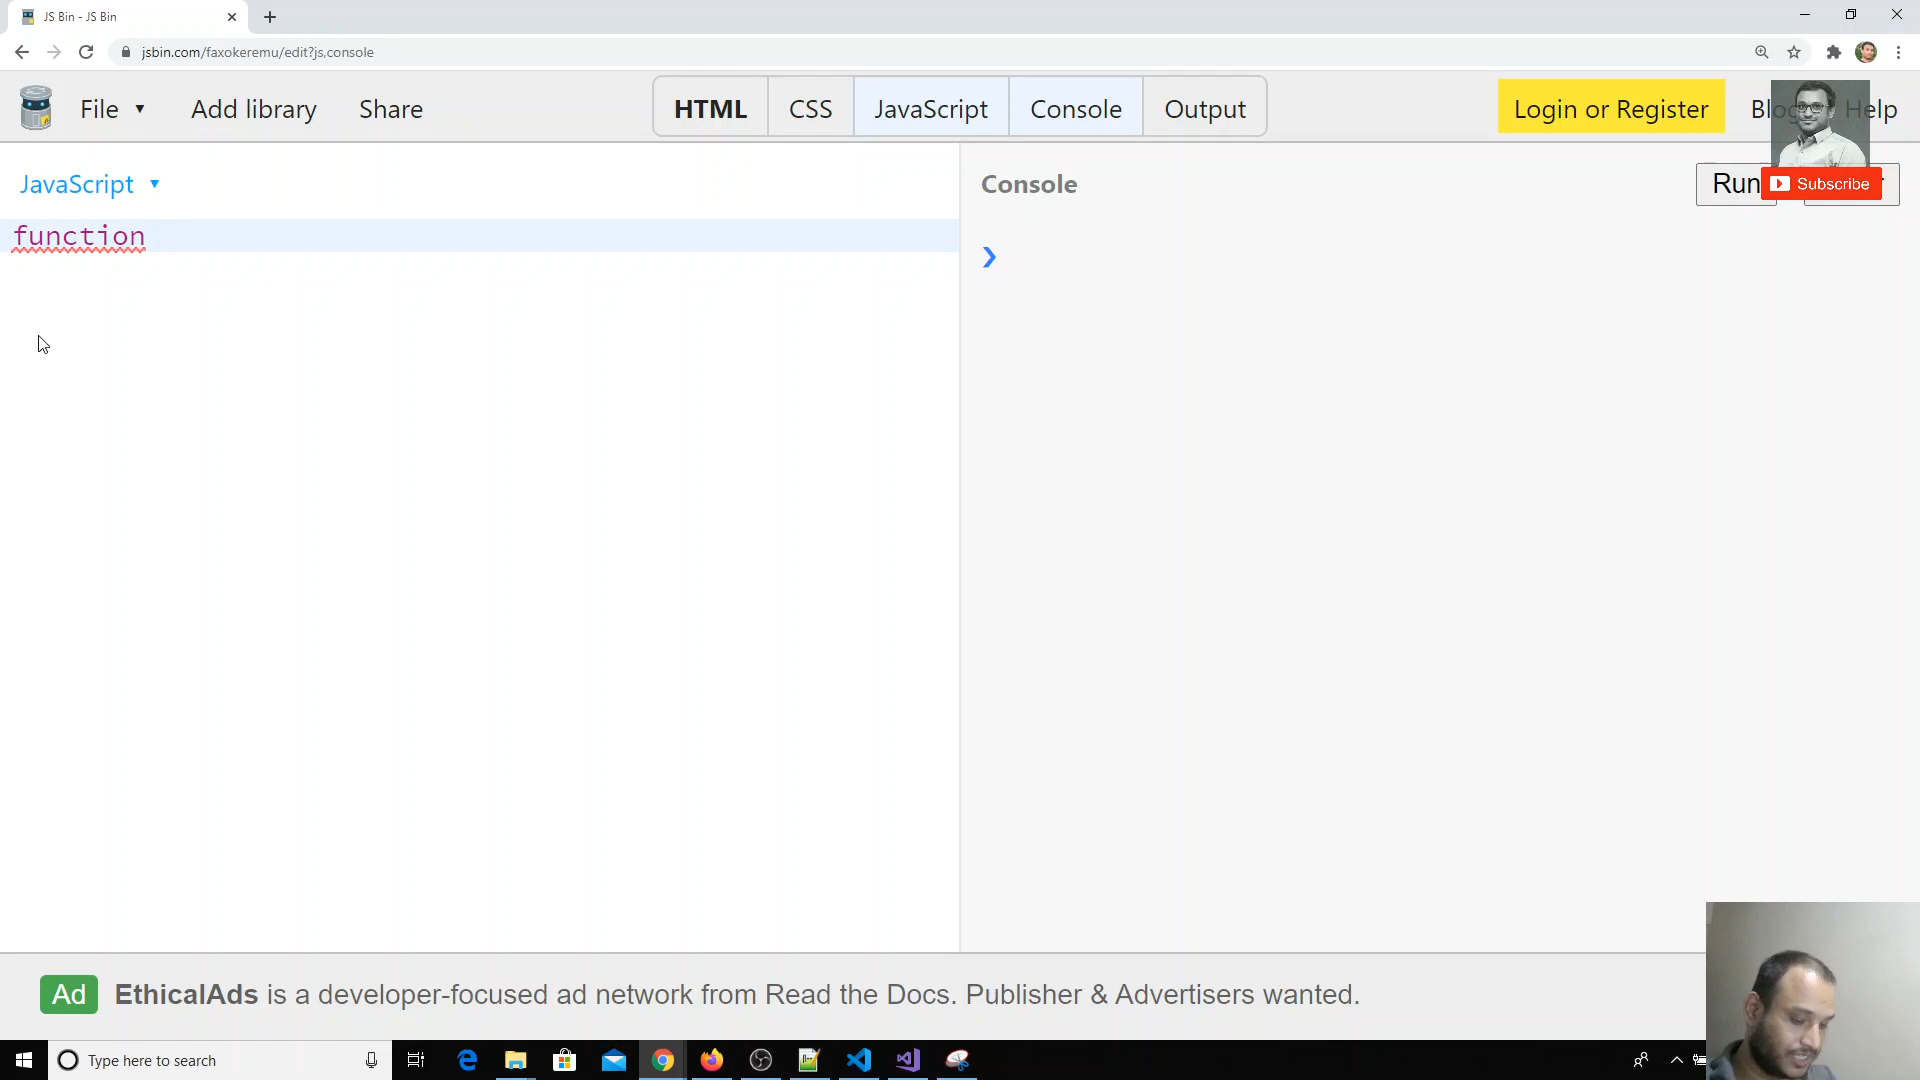 JS Bin - JS Bin
jsbin.com/faxokeremu/edit?js,console
File ▼ Add library Share HTML CSS JavaScript Console Output Login or Register Help
JavaScript ▼ Console Run Subscribe
function
Ad EthicalAds is a developer-focused ad network from Read the Docs. Publisher & Advertisers wanted.
Type here to search